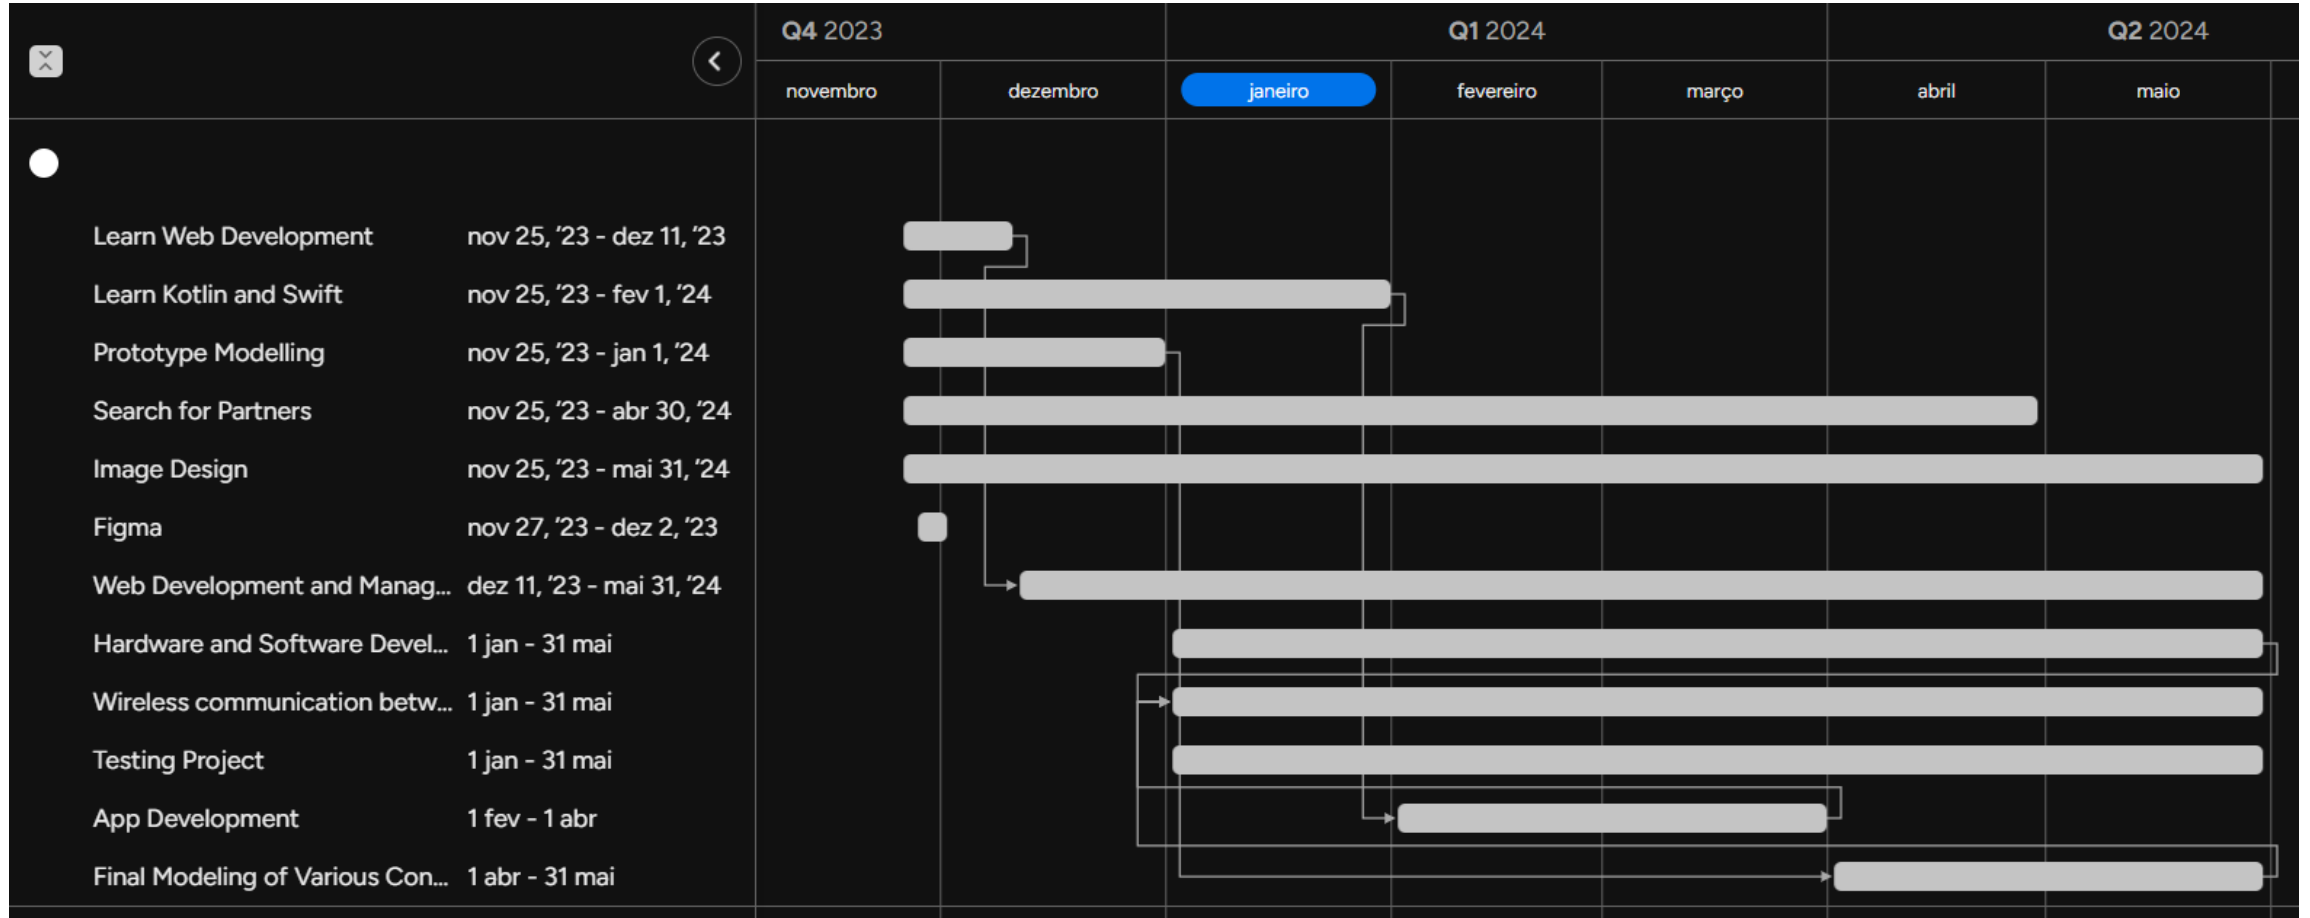 Q4 2023 Q1 2024 Q2 2024
novembro dezembro janeiro fevereiro março abril maio
Learn Web Development nov 25, '23 - dez 11, '23
Learn Kotlin and Swift nov 25, '23 - fev 1, '24
Prototype Modelling nov 25, '23 - jan 1, '24
Search for Partners nov 25, '23 - abr 30, '24
Image Design nov 25, '23 - mai 31, '24
Figma nov 27, '23 - dez 2, '23
Web Development and Manag... dez 11, '23 - mai 31, '24
Hardware and Software Devel... 1 jan - 31 mai
Wireless communication betw... 1 jan - 31 mai
Testing Project 1 jan - 31 mai
App Development 1 fev - 1 abr
Final Modeling of Various Con... 1 abr - 31 mai